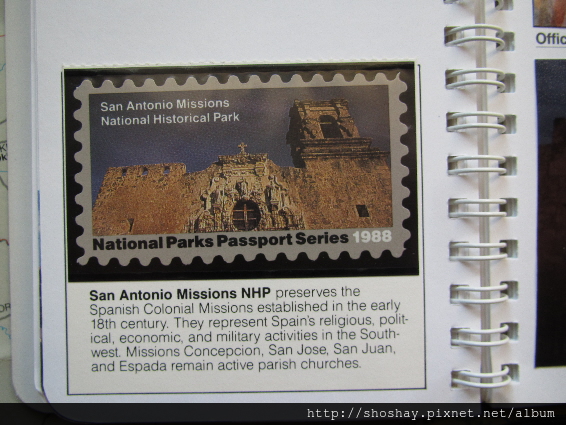 San Antonio Missions
National Historical Park
National Parks Passport Series 1988
San Antonio Missions NHP preserves the
Spanish Colonial Missions established in the early
18th century. They represent Spain's religious, polit-
ical, economic, and military activities in the South-
west. Missions Concepcion, San Jose, San Juan,
and Espada remain active parish churches.
Offic
http://shoshay.pixnet.net/album